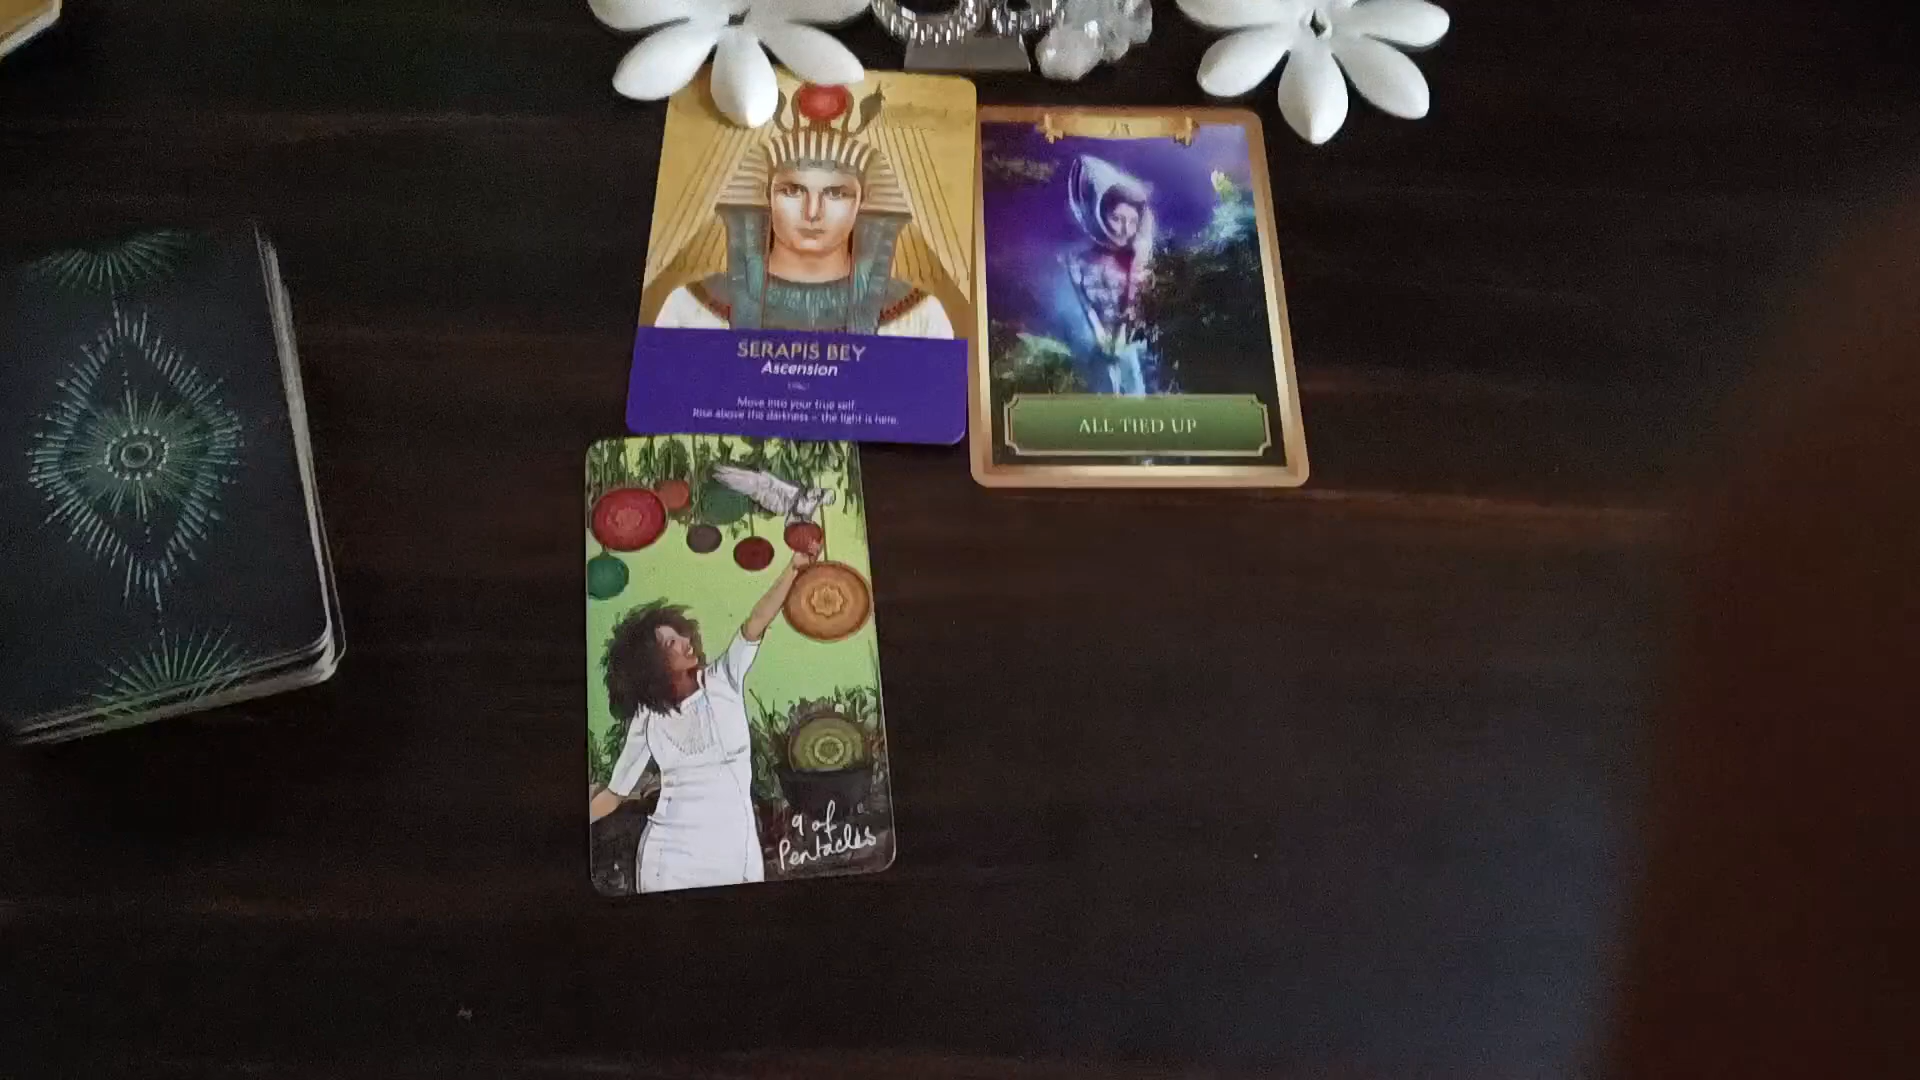 SERAPIS BEY
Ascension
Move into your true self.
Rise above the darkness – the light is here.
ALL TIED UP
9 of
Pentacles